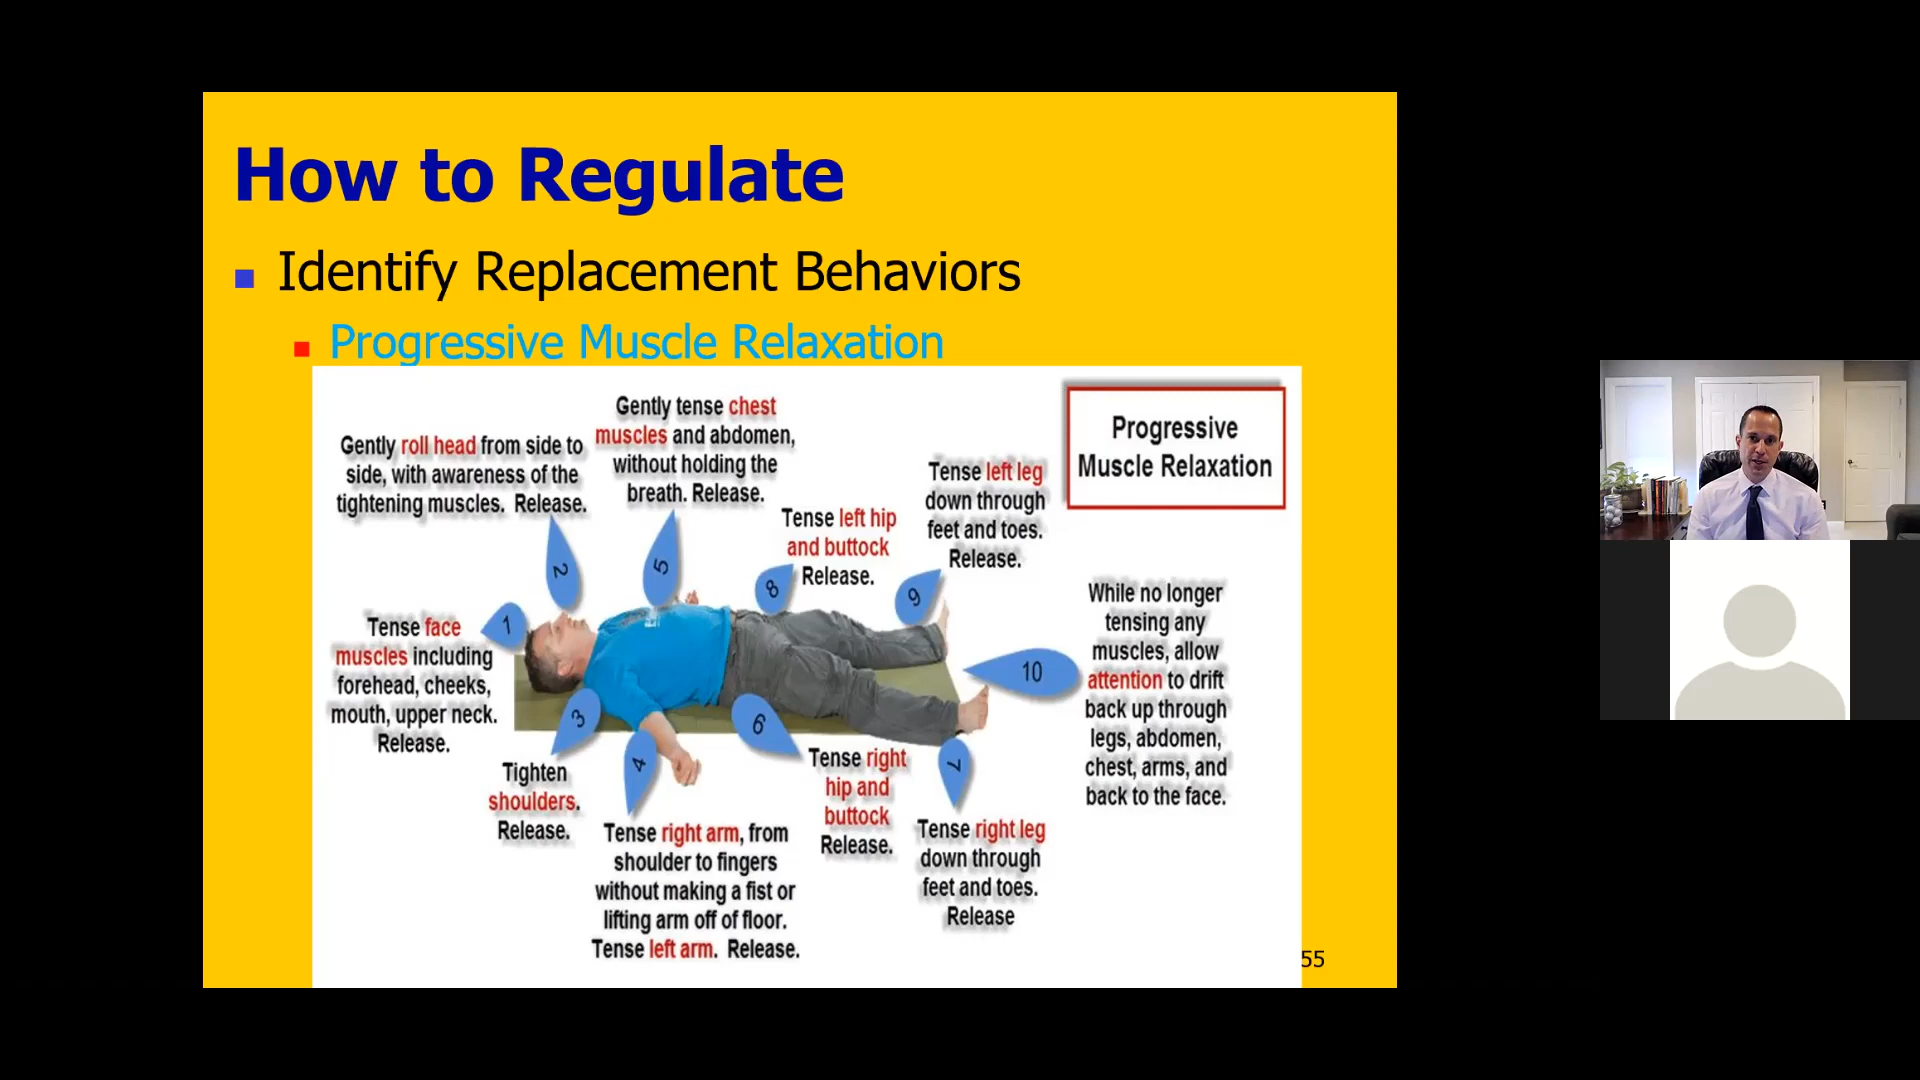 How to Regulate
Identify Replacement Behaviors
Progressive Muscle Relaxation
Progressive
Muscle Relaxation
1
Tense face
muscles including
forehead, cheeks,
mouth, upper neck.
Release.
2
Gently roll head from side to
side, with awareness of the
tightening muscles. Release.
3
Tighten
shoulders.
Release.
4
Tense right arm, from
shoulder to fingers
without making a fist or
lifting arm off of floor.
Tense left arm. Release.
5
Gently tense chest
muscles and abdomen,
without holding the
breath. Release.
6
Tense right
hip and
buttock
Release.
7
Tense right leg
down through
feet and toes.
Release
8
Tense left hip
and buttock
Release.
9
Tense left leg
down through
feet and toes.
Release.
10
While no longer
tensing any
muscles, allow
attention to drift
back up through
legs, abdomen,
chest, arms, and
back to the face.
55